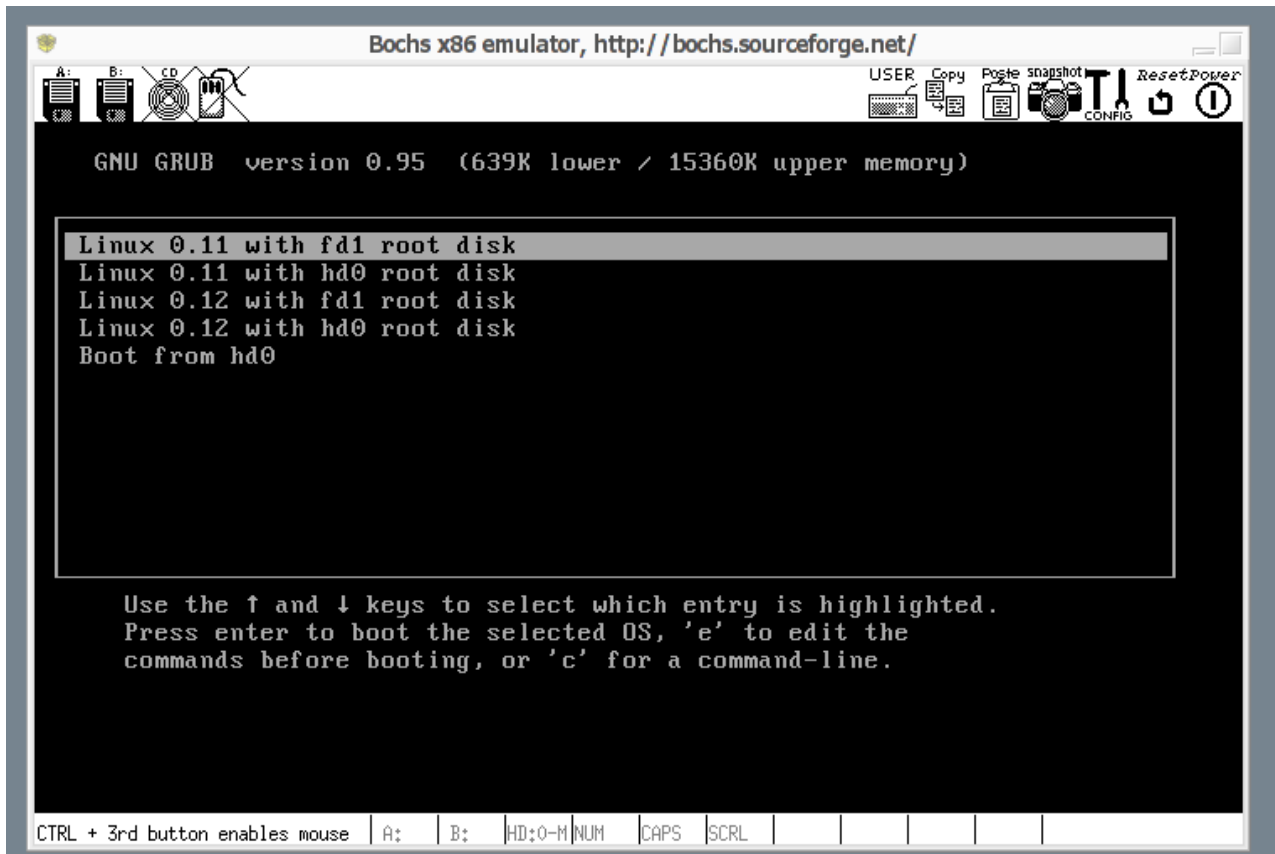 Bochs x86 emulator, http://bochs.sourceforge.net/
A: B: CD USER Copy Paste snapshot CONFIG Reset Power
GNU GRUB version 0.95 (639K lower / 15360K upper memory)
Linux 0.11 with fd1 root disk
Linux 0.11 with hd0 root disk
Linux 0.12 with fd1 root disk
Linux 0.12 with hd0 root disk
Boot from hd0
Use the ↑ and ↓ keys to select which entry is highlighted.
Press enter to boot the selected OS, 'e' to edit the
commands before booting, or 'c' for a command-line.
CTRL + 3rd button enables mouse A: B: HD:0-M NUM CAPS SCRL